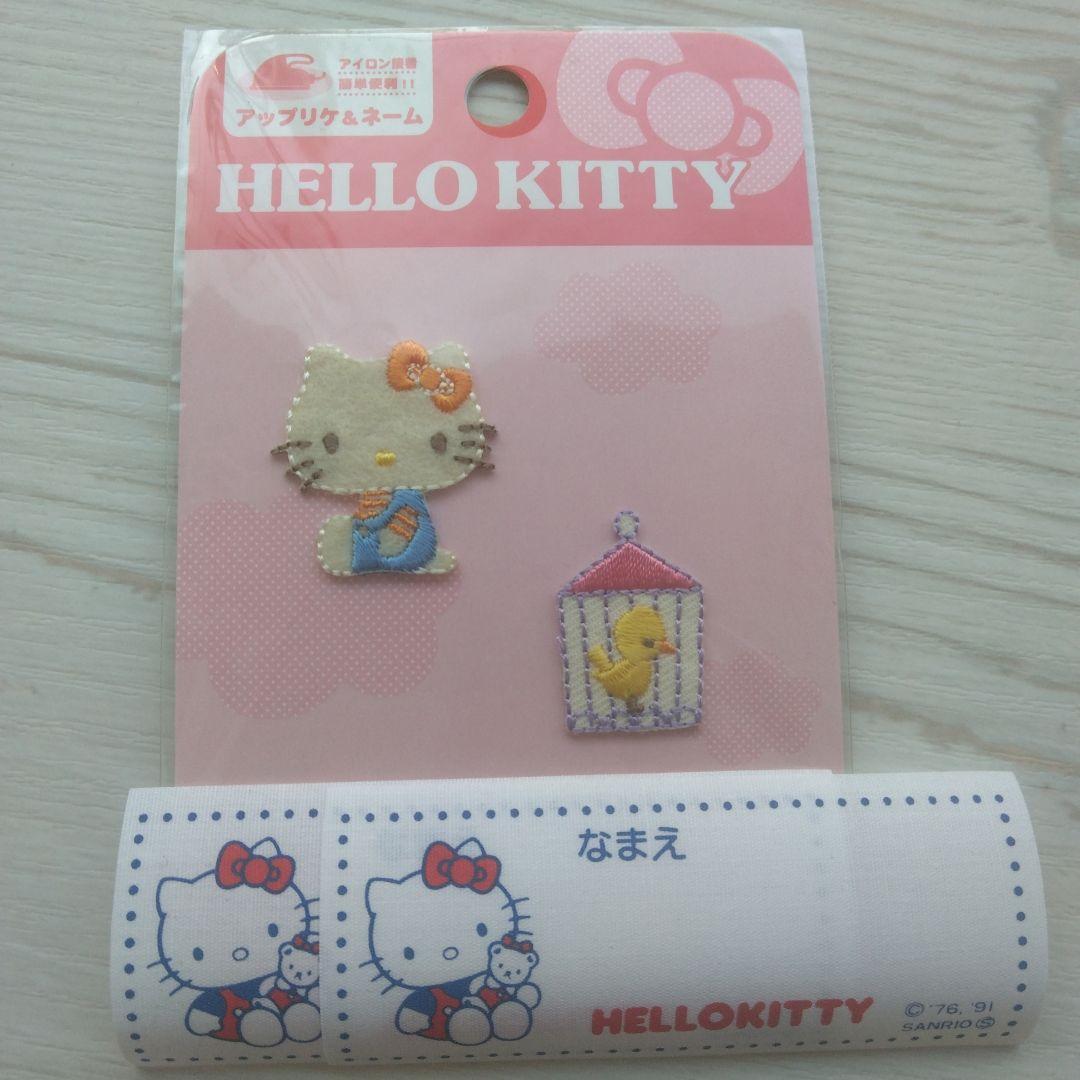 アイロン接着
簡単便利!!
アップリケ&ネーム
HELLO KITTY
なまえ
HELLOKITTY
© '76, '91
SANRIO Ⓢ